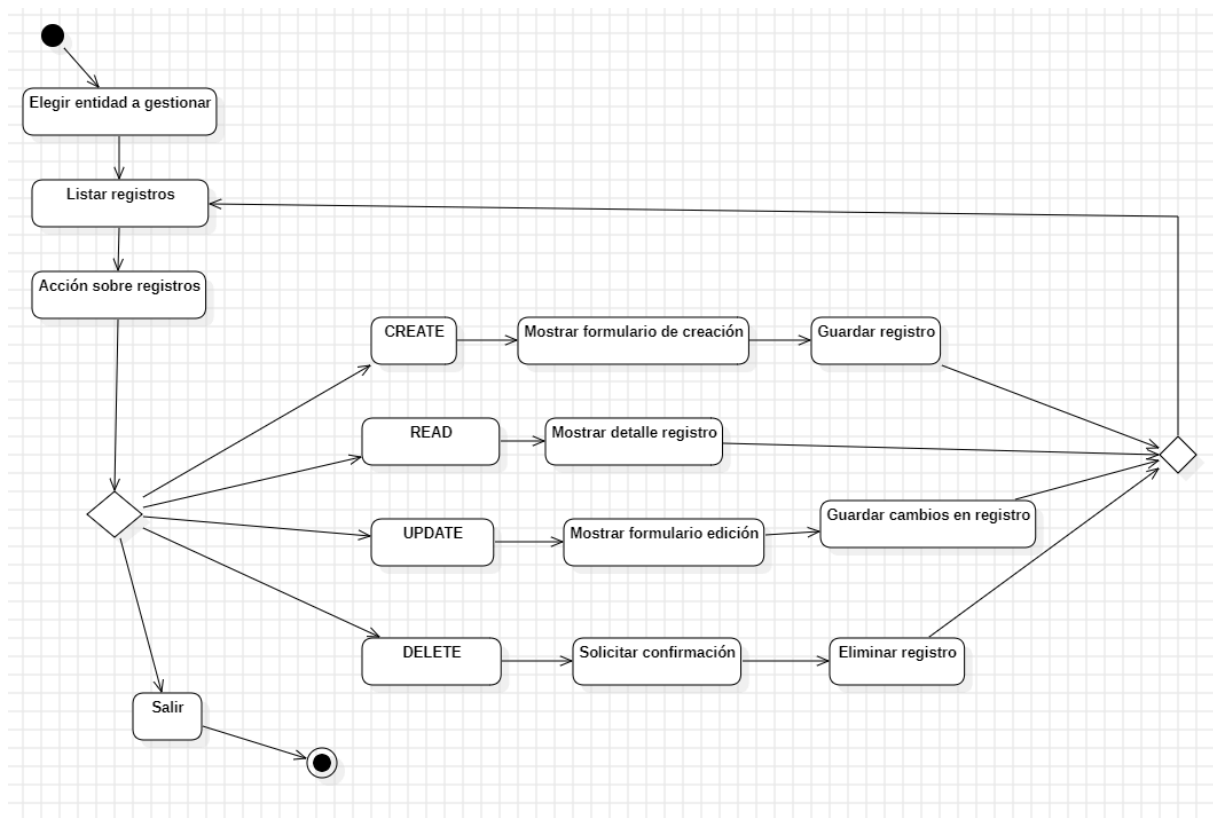 Elegir entidad a gestionar
Listar registros
Acción sobre registros
CREATE
Mostrar formulario de creación
Guardar registro
READ
Mostrar detalle registro
UPDATE
Mostrar formulario edición
Guardar cambios en registro
DELETE
Solicitar confirmación
Eliminar registro
Salir